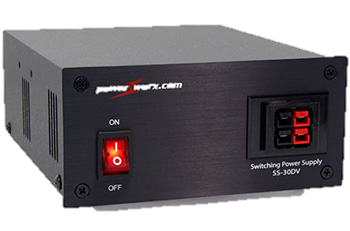 powerwerx.com
ON
I
O
OFF
Switching Power Supply
SS-30DV